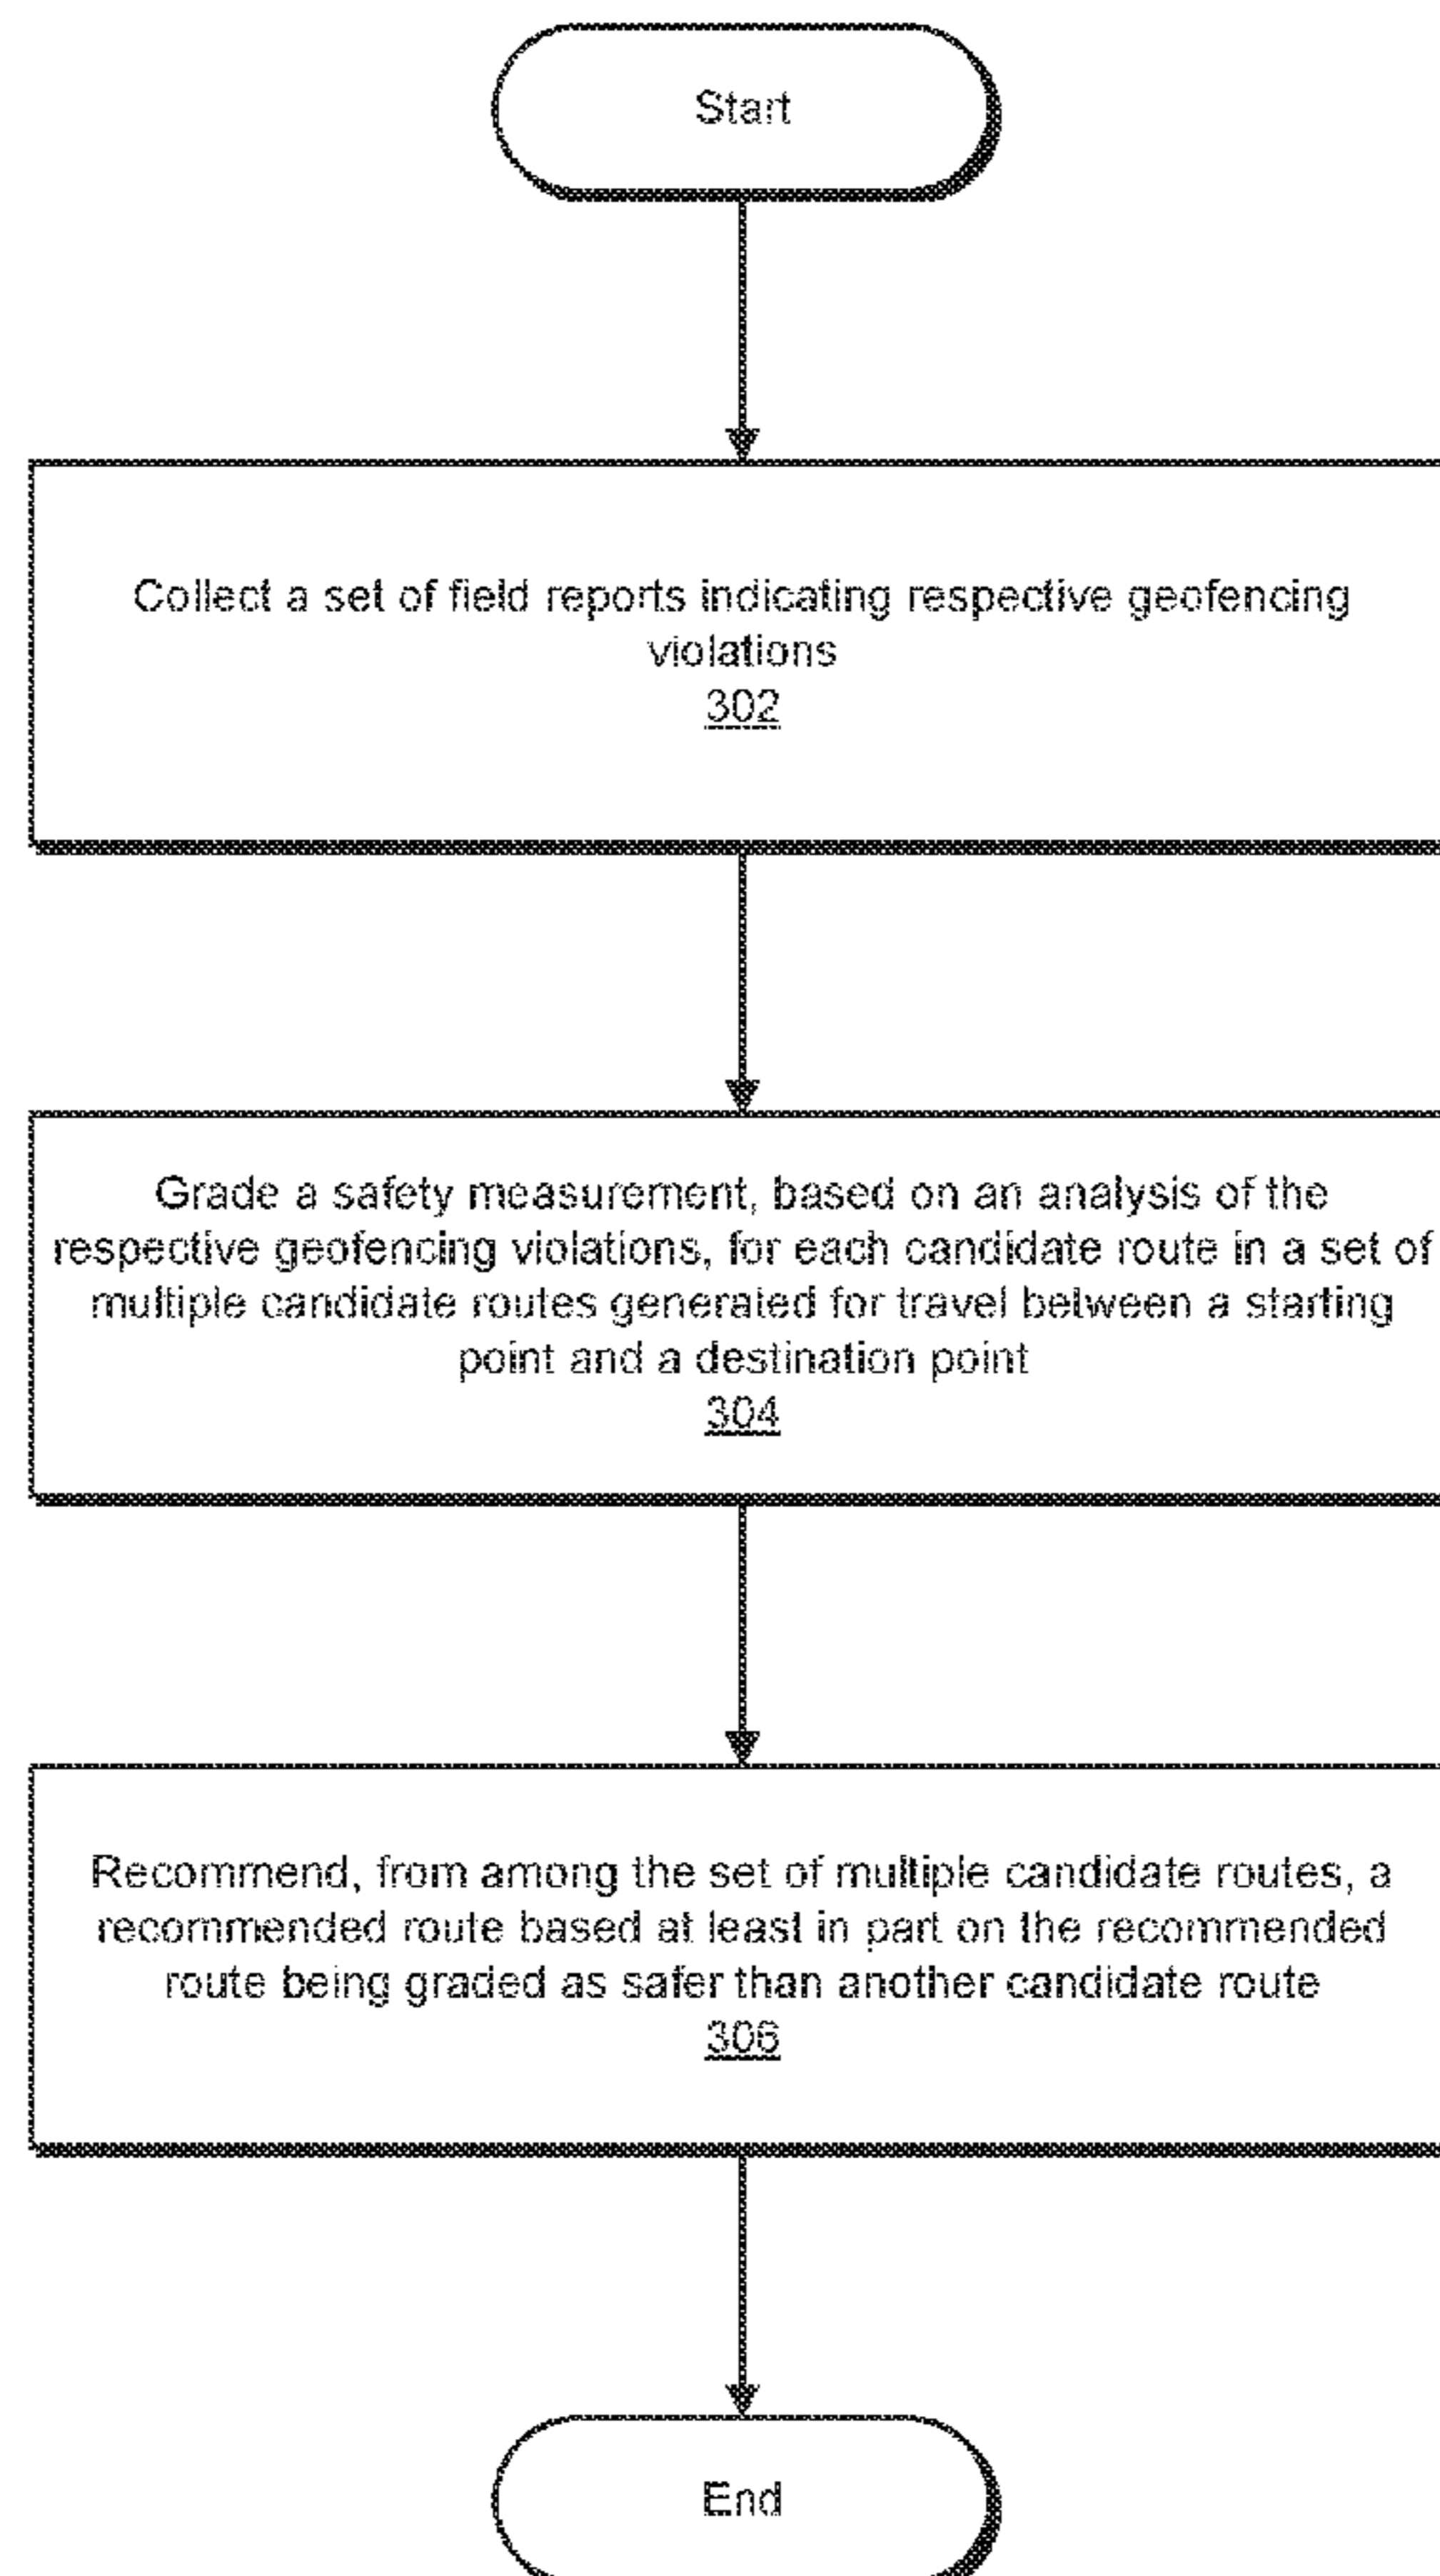 Start
Collect a set of field reports indicating respective geofencing
violations
302
Grade a safety measurement, based on an analysis of the
respective geofencing violations, for each candidate route in a set of
multiple candidate routes generated for travel between a starting
point and a destination point
304
Recommend, from among the set of multiple candidate routes, a
recommended route based at least in part on the recommended
route being graded as safer than another candidate route
306
End